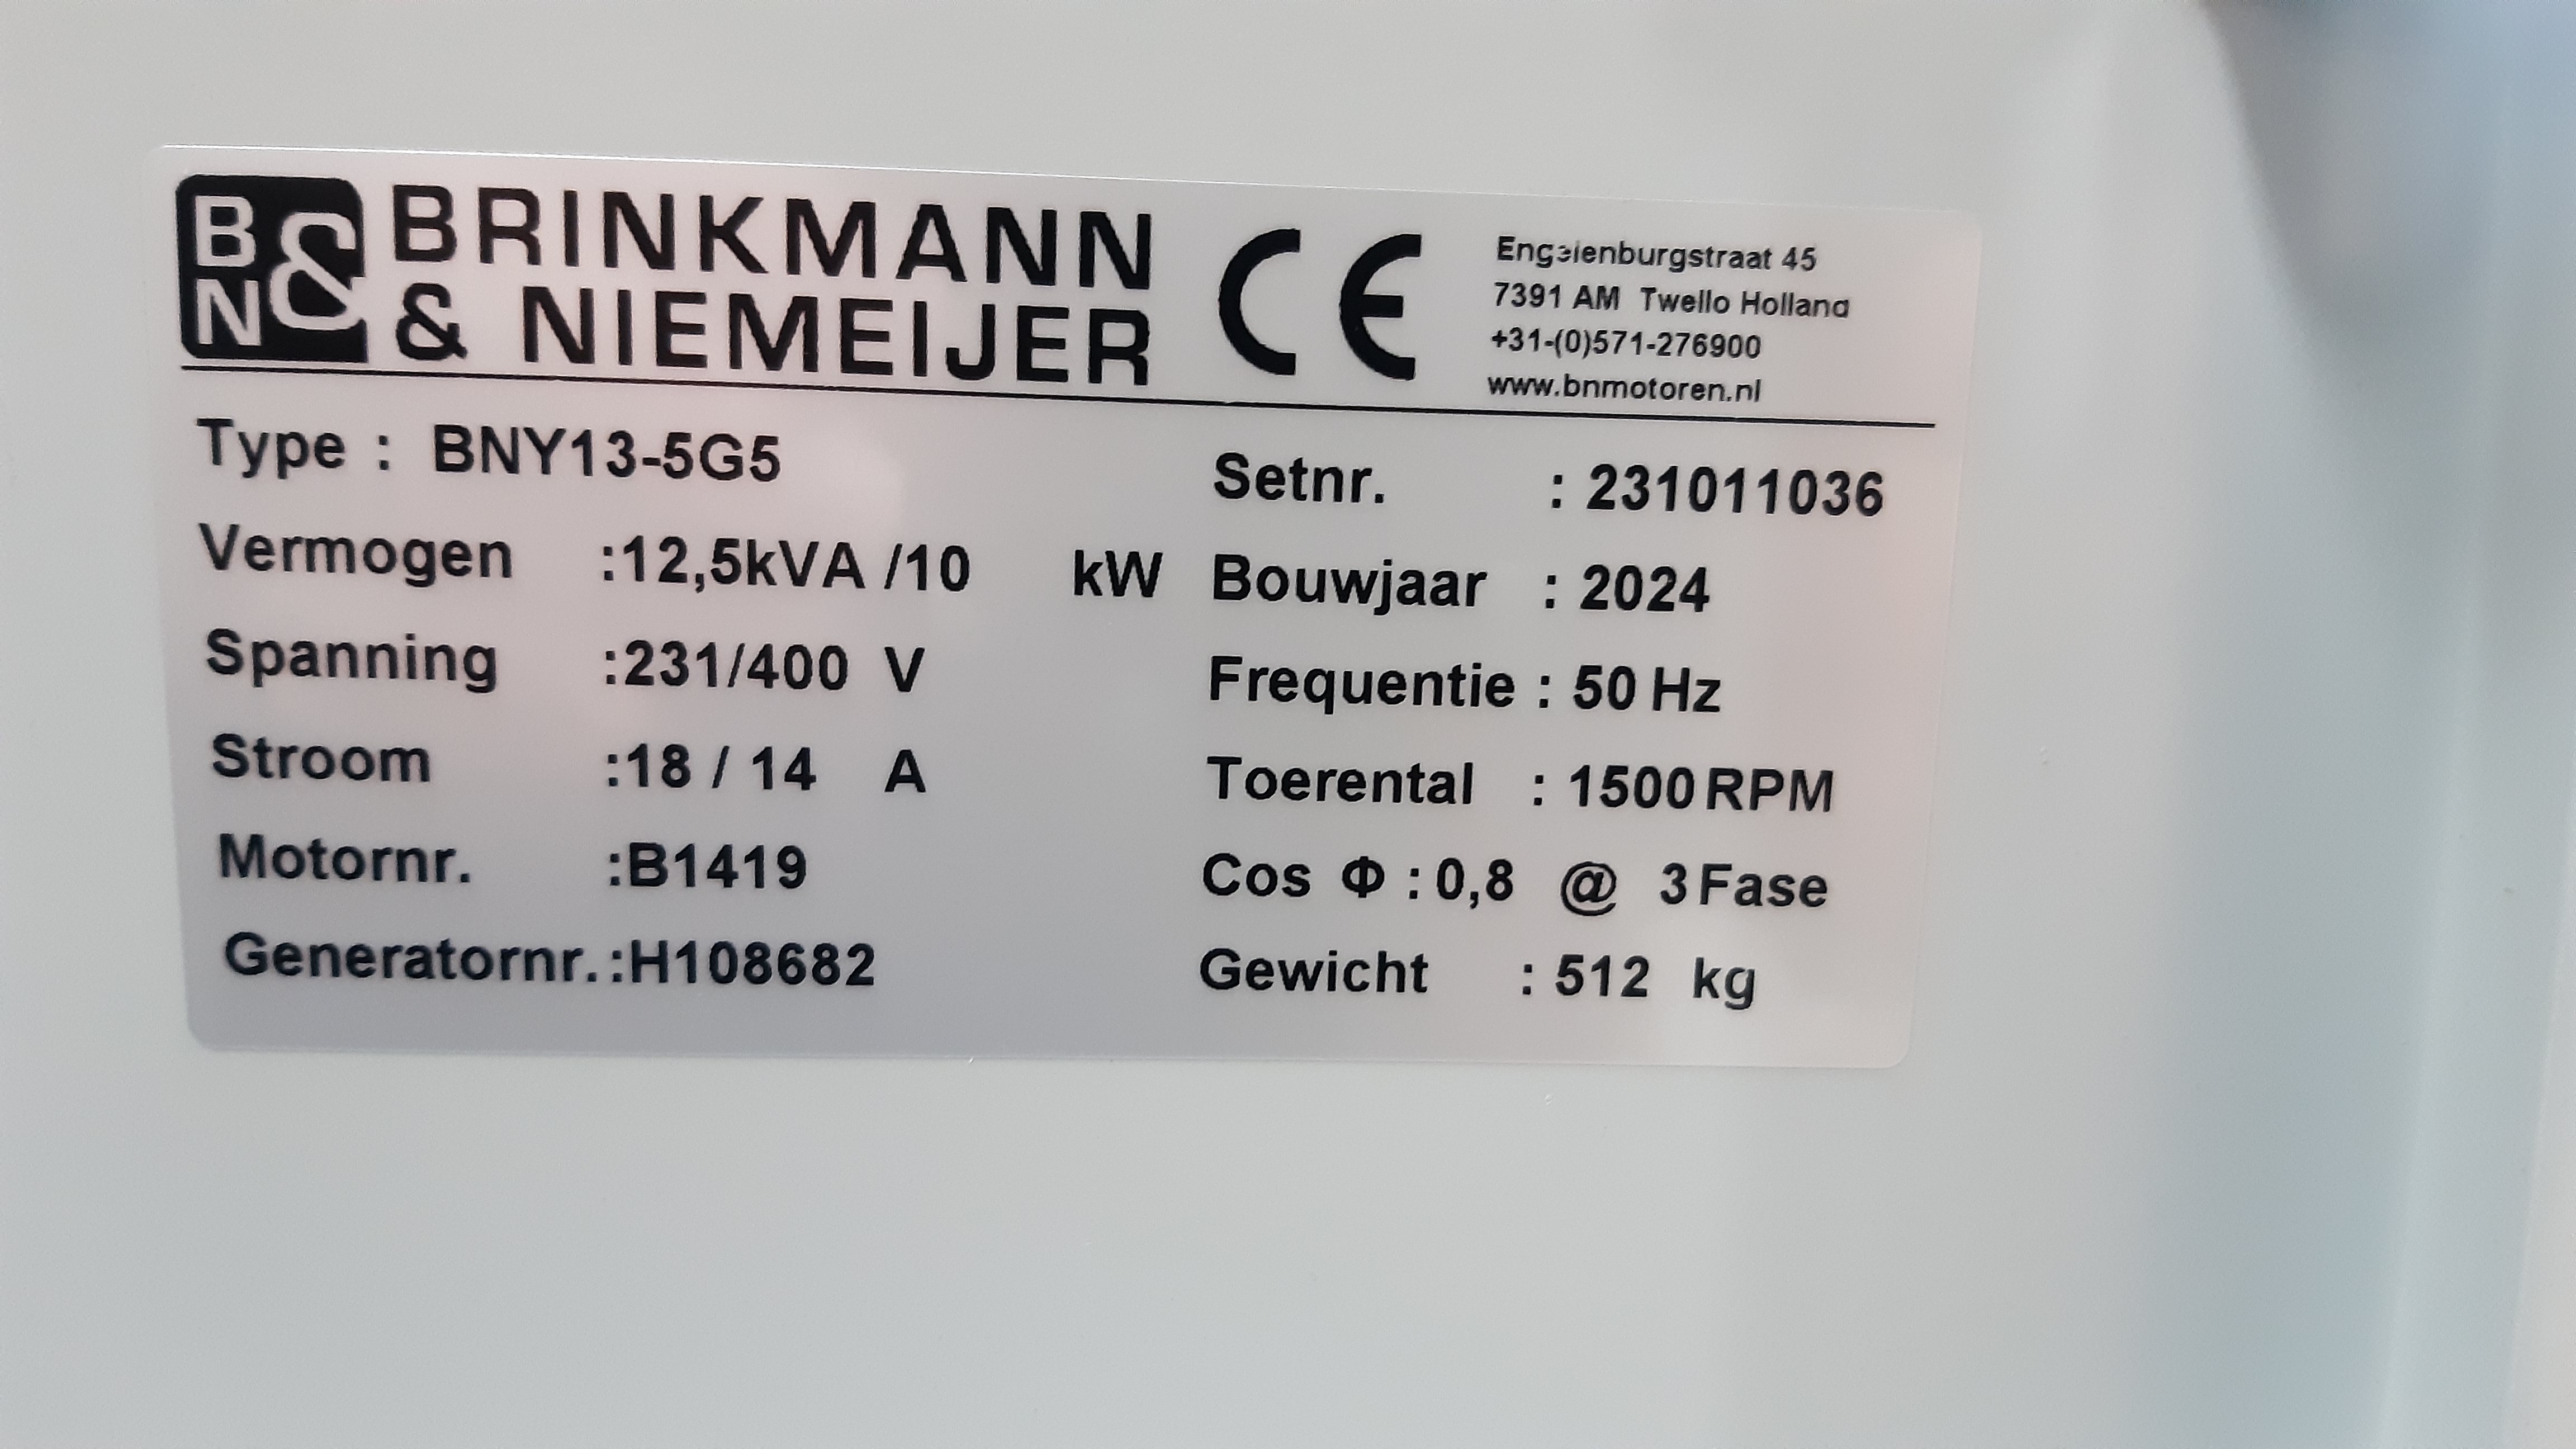 B&N BRINKMANN & NIEMEIJER
CE
Engelenburgstraat 45
7391 AM Twello Holland
+31-(0)571-276900
www.bnmotoren.nl
Type : BNY13-5G5
Vermogen :12,5kVA /10 kW
Spanning :231/400 V
Stroom :18 / 14 A
Motornr. :B1419
Generatornr.:H108682
Setnr. : 231011036
Bouwjaar : 2024
Frequentie : 50 Hz
Toerental : 1500 RPM
Cos Φ : 0,8 @ 3 Fase
Gewicht : 512 kg